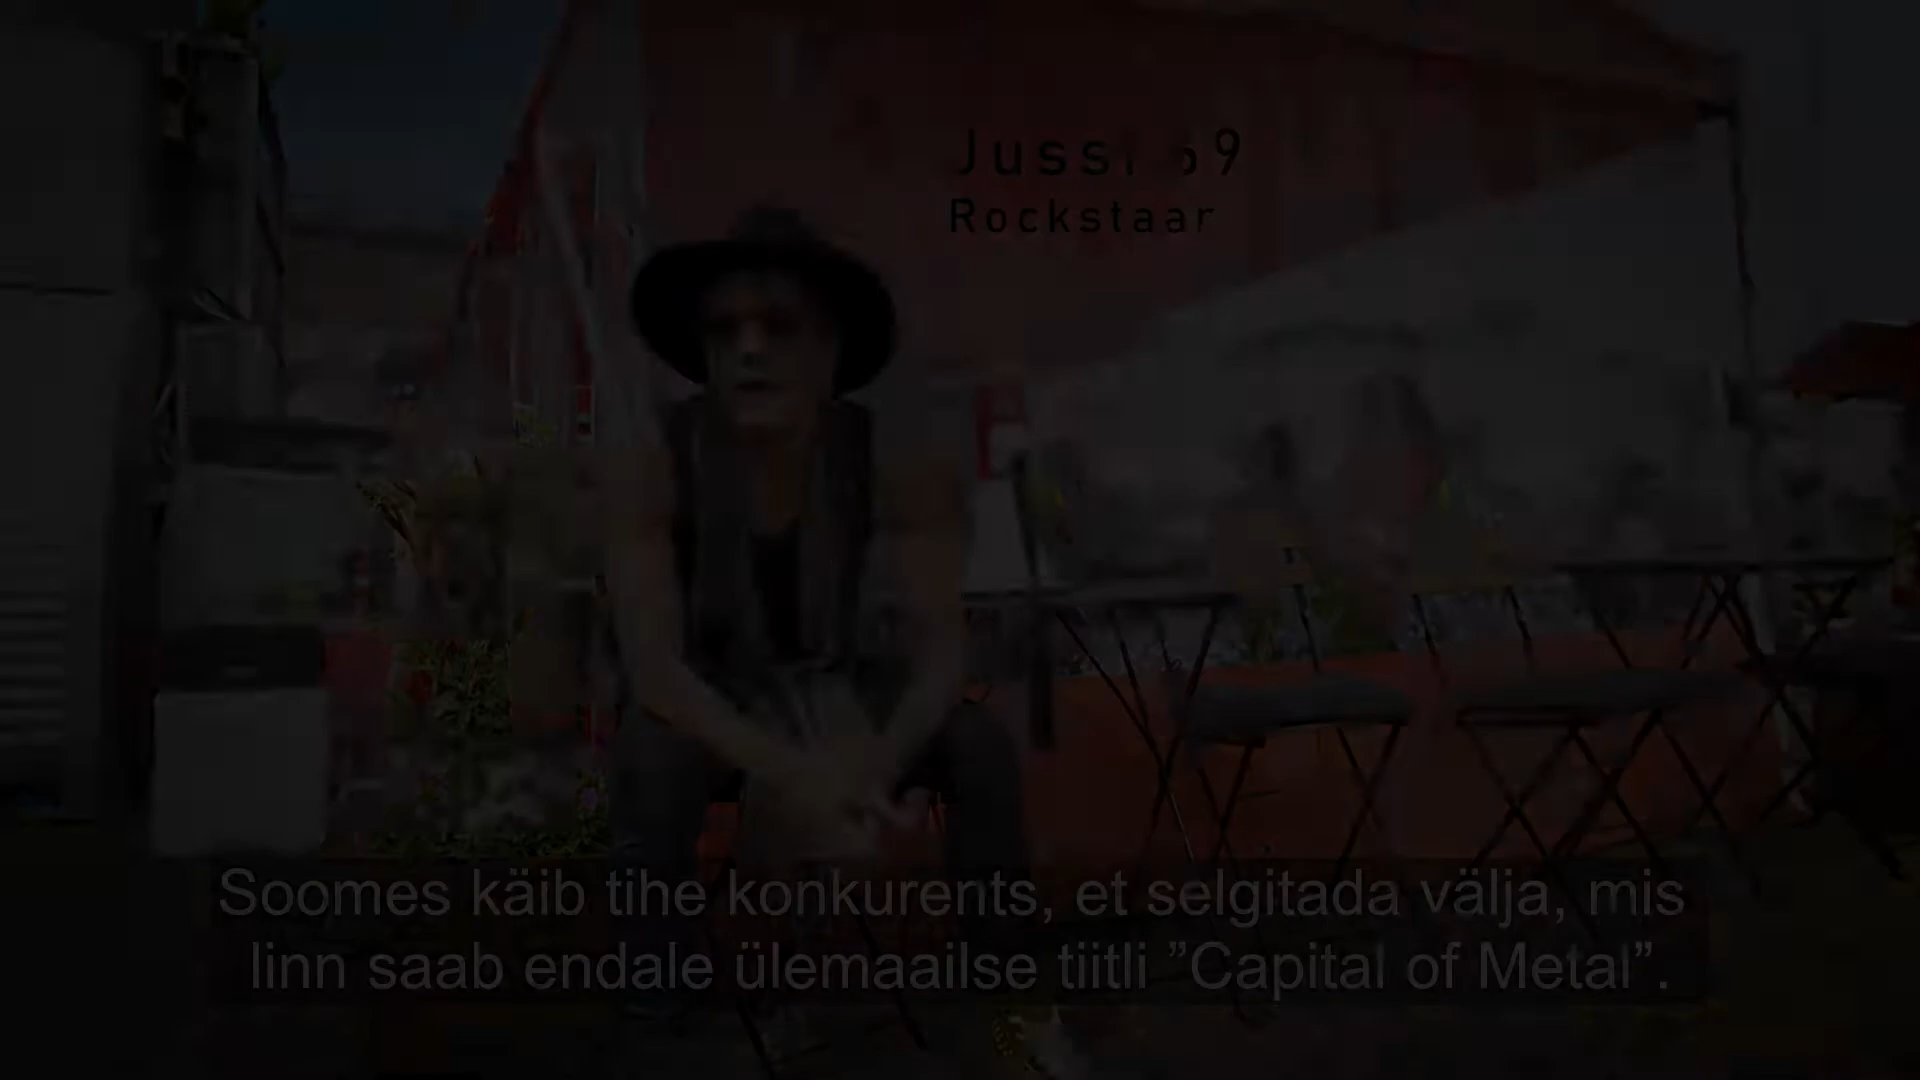 Jussi 69
Rockstaar
Soomes käib tihe konkurents, et selgitada välja, mis
linn saab endale ülemaailse tiitli ”Capital of Metal”.